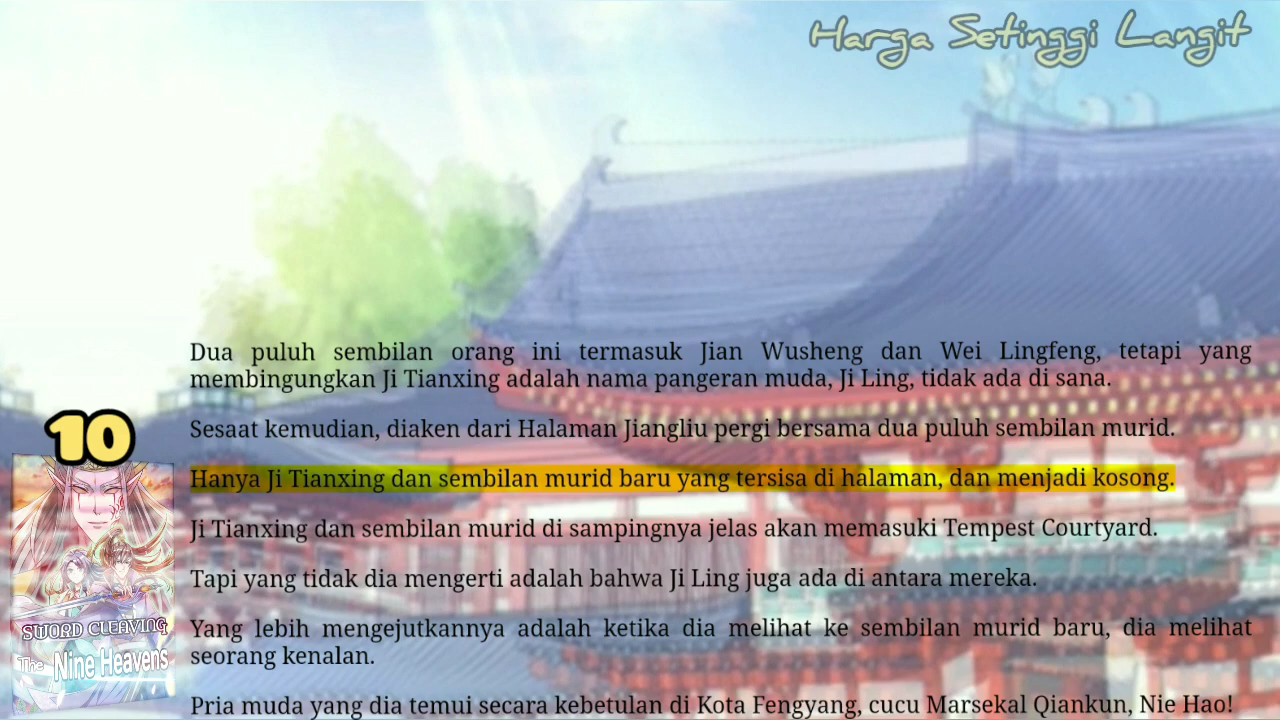 Harga Setinggi Langit
Dua puluh sembilan orang ini termasuk Jian Wusheng dan Wei Lingfeng, tetapi yang
membingungkan Ji Tianxing adalah nama pangeran muda, Ji Ling, tidak ada di sana.
Sesaat kemudian, diaken dari Halaman Jiangliu pergi bersama dua puluh sembilan murid.
Hanya Ji Tianxing dan sembilan murid baru yang tersisa di halaman, dan menjadi kosong.
Ji Tianxing dan sembilan murid di sampingnya jelas akan memasuki Tempest Courtyard.
Tapi yang tidak dia mengerti adalah bahwa Ji Ling juga ada di antara mereka.
Yang lebih mengejutkannya adalah ketika dia melihat ke sembilan murid baru, dia melihat
seorang kenalan.
Pria muda yang dia temui secara kebetulan di Kota Fengyang, cucu Marsekal Qiankun, Nie Hao!
10
SWORD CLEAVING
The Nine Heavens